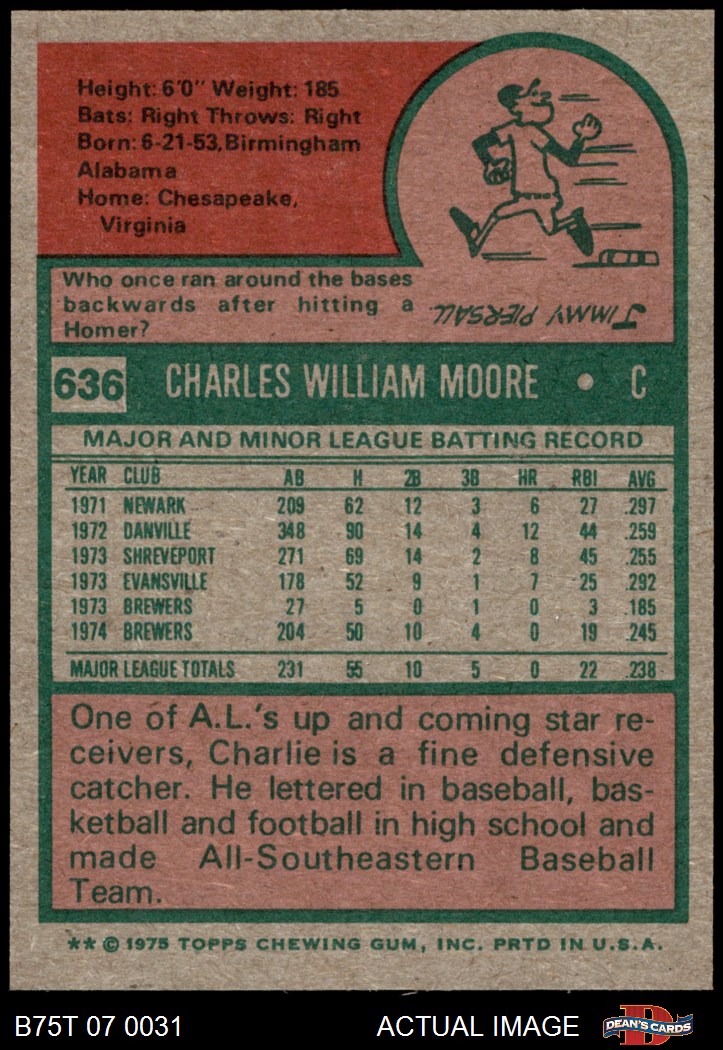 Height: 6'0" Weight: 185
Bats: Right Throws: Right
Born: 6-21-53, Birmingham
Alabama
Home: Chesapeake,
Virginia
Who once ran around the bases
backwards after hitting a
Homer?
JIMMY PIERSALL.
636 CHARLES WILLIAM MOORE • C
MAJOR AND MINOR LEAGUE BATTING RECORD
YEAR CLUB AB H 2B 3B HR RBI AVG
1971 NEWARK 209 62 12 3 6 27 .297
1972 DANVILLE 348 90 14 4 12 44 .259
1973 SHREVEPORT 271 69 14 2 8 45 .255
1973 EVANSVILLE 178 52 9 1 7 25 .292
1973 BREWERS 27 5 0 1 0 3 .185
1974 BREWERS 204 50 10 4 0 19 .245
MAJOR LEAGUE TOTALS 231 55 10 5 0 22 .238
One of A.L.'s up and coming star re-
ceivers, Charlie is a fine defensive
catcher. He lettered in baseball, bas-
ketball and football in high school and
made All-Southeastern Baseball
Team.
** © 1975 TOPPS CHEWING GUM, INC. PRTD IN U.S.A.
B75T 07 0031 ACTUAL IMAGE D DEAN'S CARDS